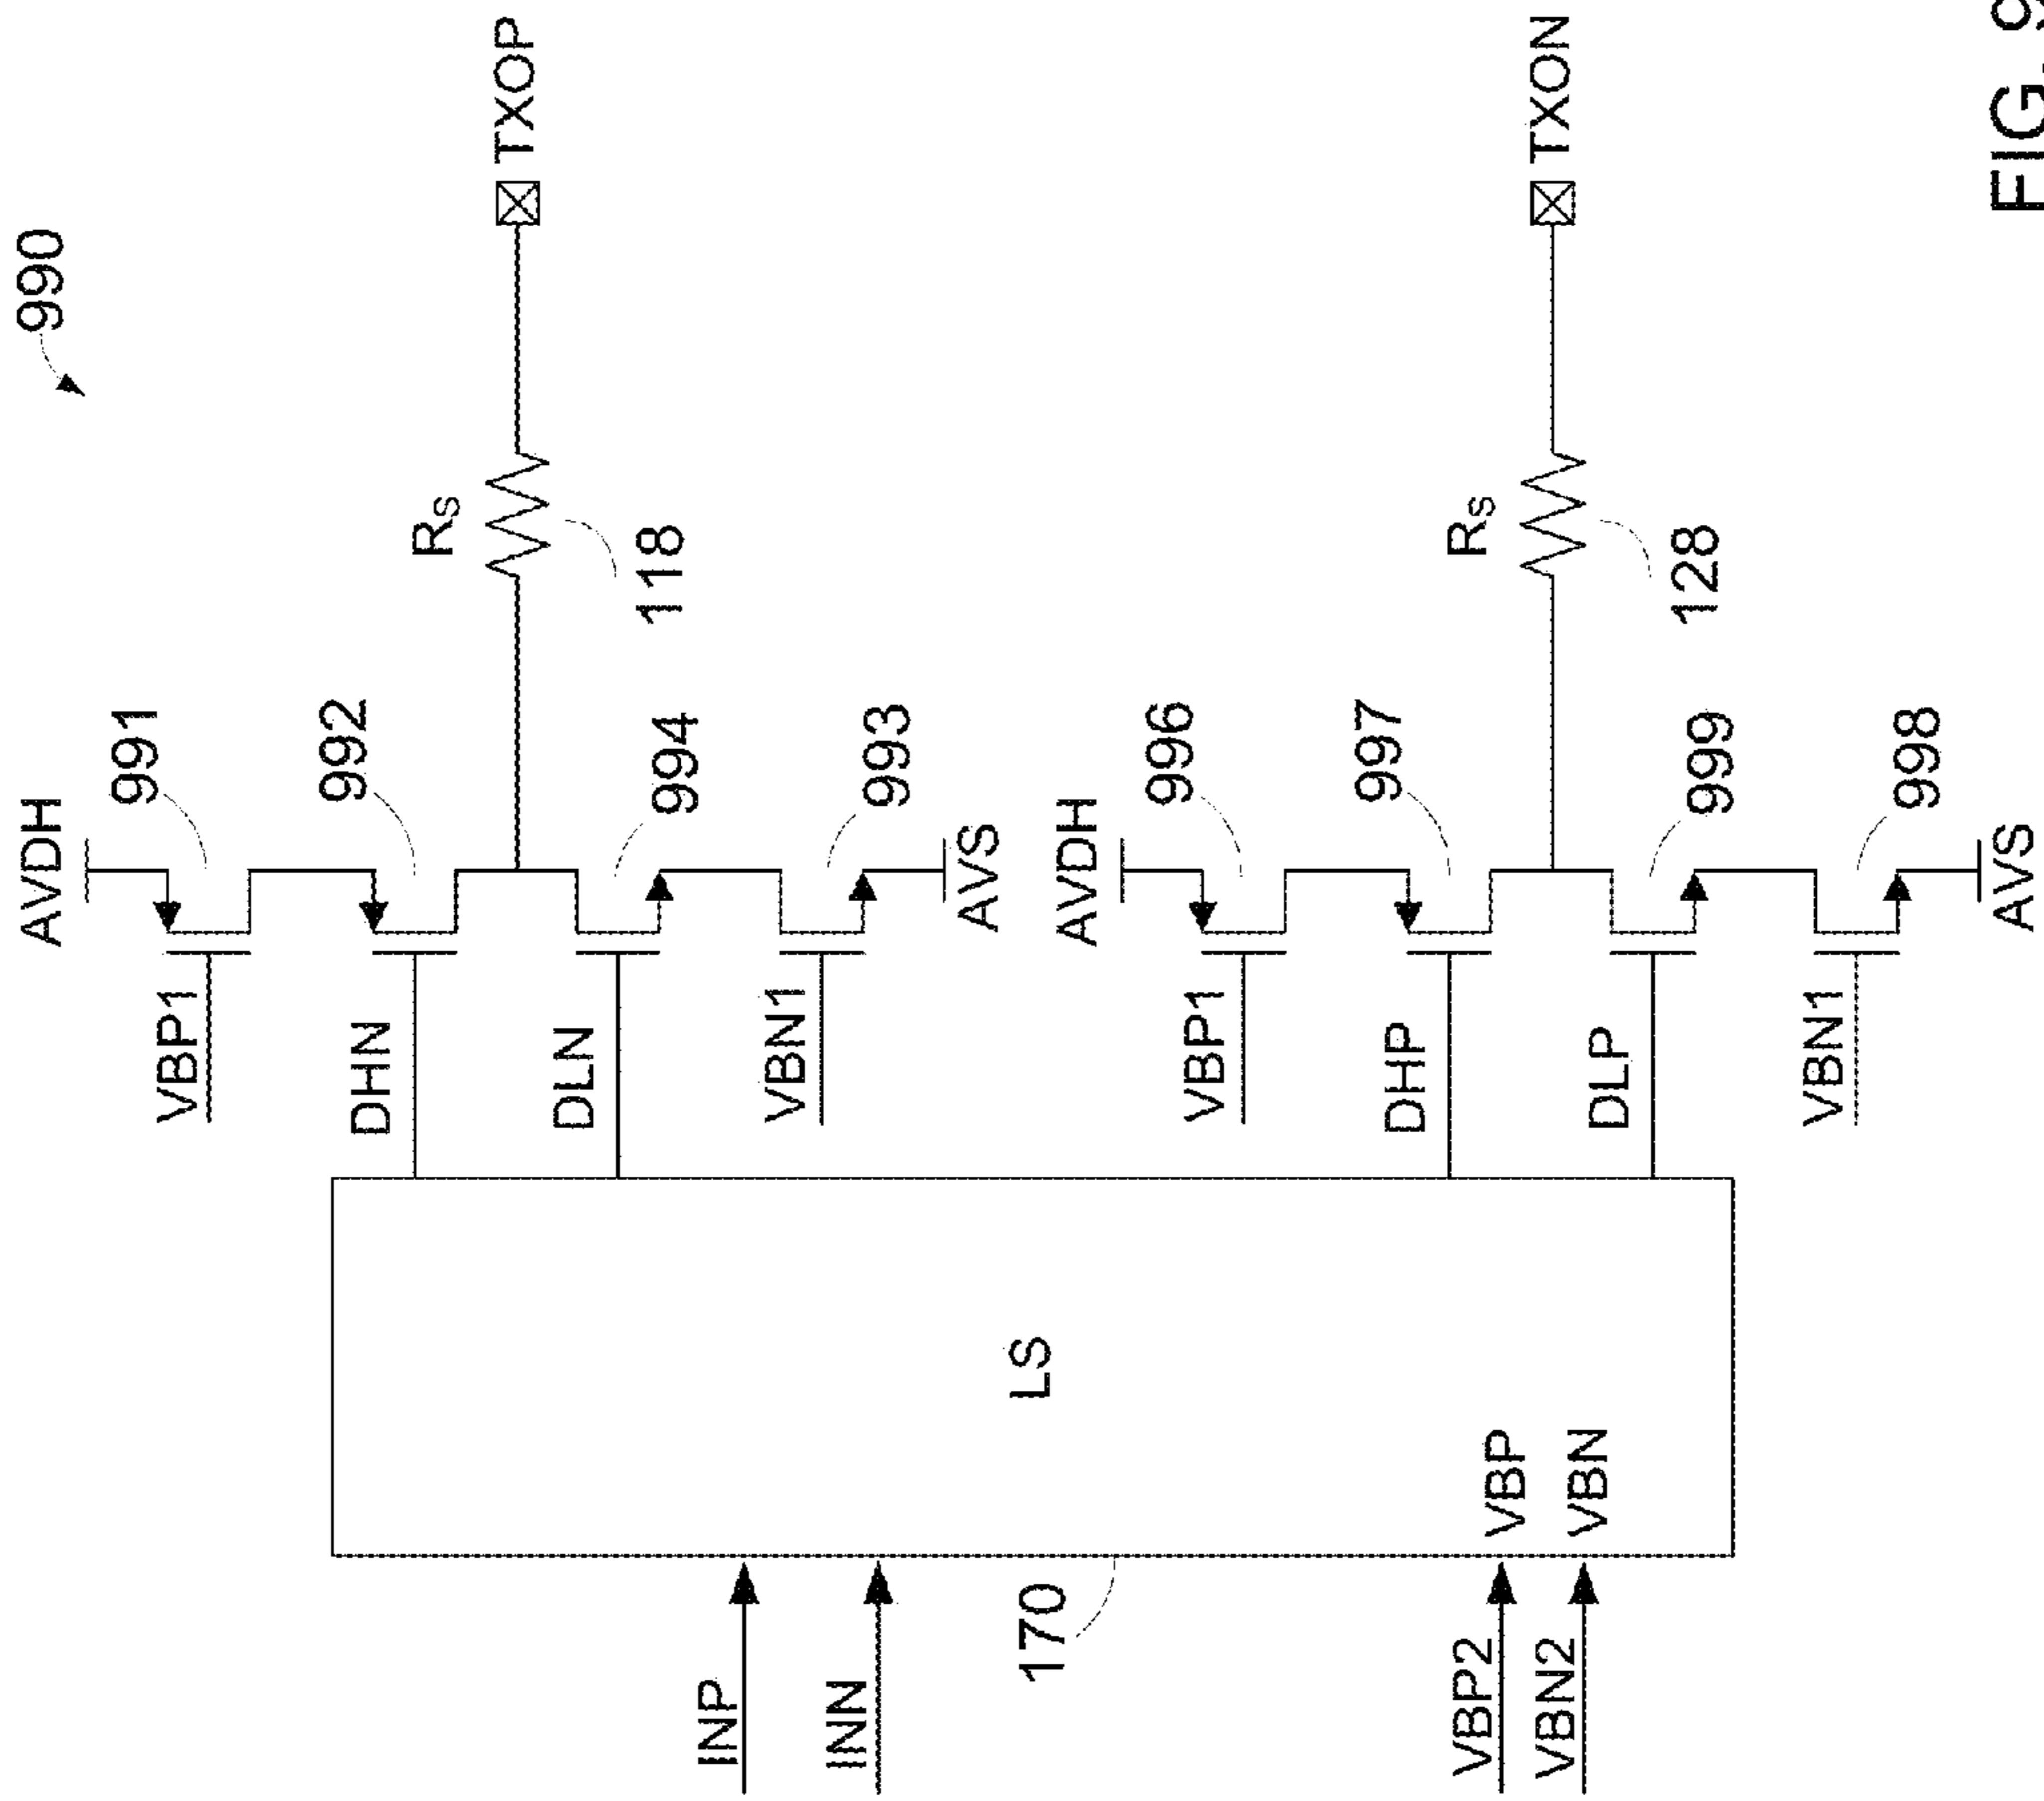 990
AVDH
991
VBP1
992
DHN
RS
118
TXOP
DLN
994
VBN1
993
AVS
INP
INN
170
LS
AVDH
996
VBP1
997
DHP
RS
128
TXON
DLP
999
VBP2
VBP
VBN2
VBN
VBN1
998
AVS
FIG. 9